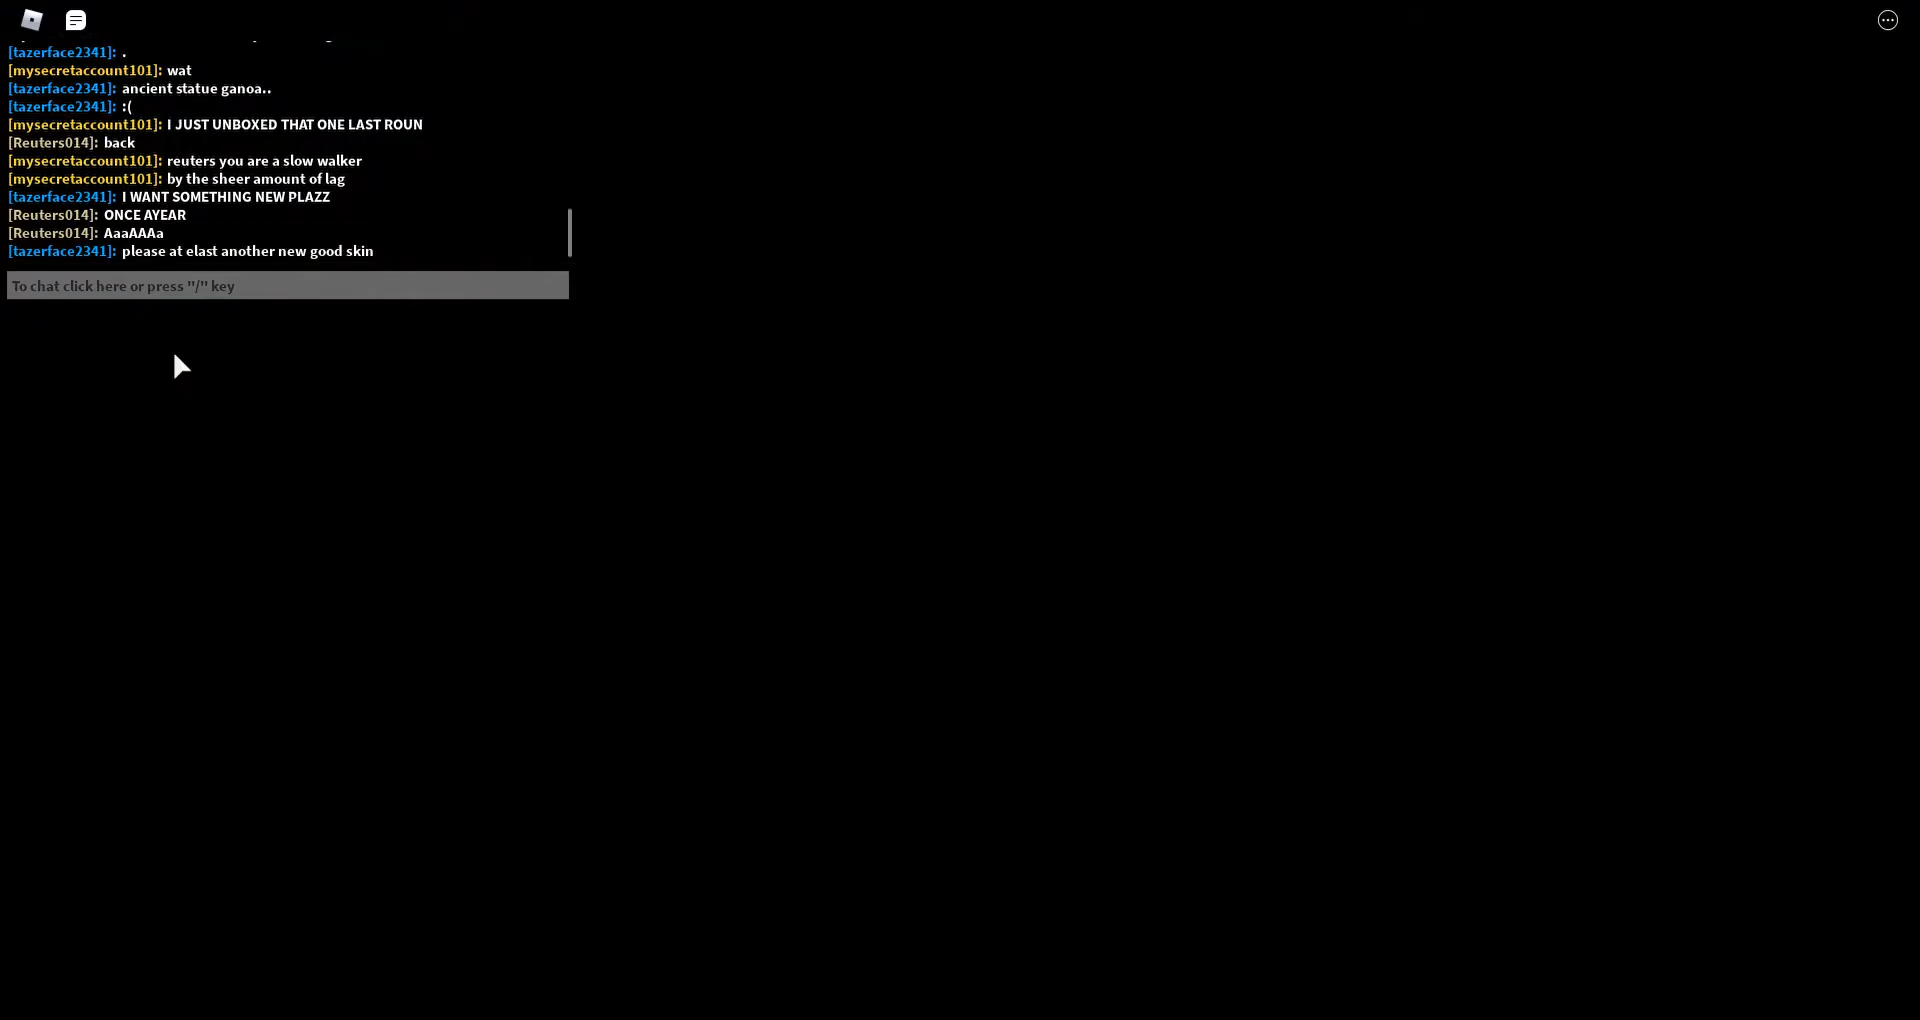 [tazerface2341]: .
[mysecretaccount101]: wat
[tazerface2341]: ancient statue ganoa..
[tazerface2341]: :(
[mysecretaccount101]: I JUST UNBOXED THAT ONE LAST ROUN
[Reuters014]: back
[mysecretaccount101]: reuters you are a slow walker
[mysecretaccount101]: by the sheer amount of lag
[tazerface2341]: I WANT SOMETHING NEW PLAZZ
[Reuters014]: ONCE AYEAR
[Reuters014]: AaaAAAa
[tazerface2341]: please at elast another new good skin
To chat click here or press "/" key